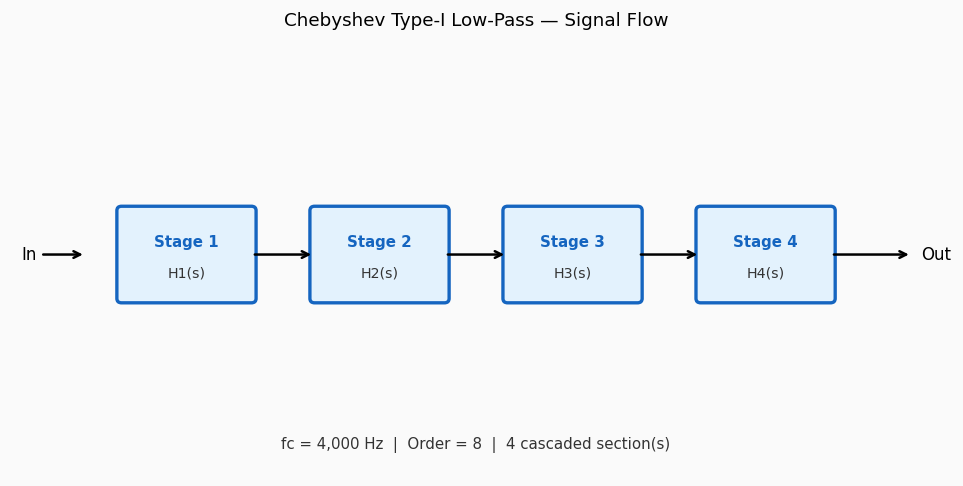 Chebyshev Type-I Low-Pass — Signal Flow
In
Stage 1
H1(s)
Stage 2
H2(s)
Stage 3
H3(s)
Stage 4
H4(s)
Out
fc = 4,000 Hz | Order = 8 | 4 cascaded section(s)